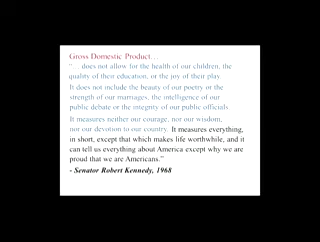 Gross Domestic Product…
“… does not allow for the health of our children, the
quality of their education, or the joy of their play.
It does not include the beauty of our poetry or the
strength of our marriages, the intelligence of our
public debate or the integrity of our public officials.
It measures neither our courage, nor our wisdom,
nor our devotion to our country. It measures everything,
in short, except that which makes life worthwhile, and it
can tell us everything about America except why we are
proud that we are Americans.”
- Senator Robert Kennedy, 1968